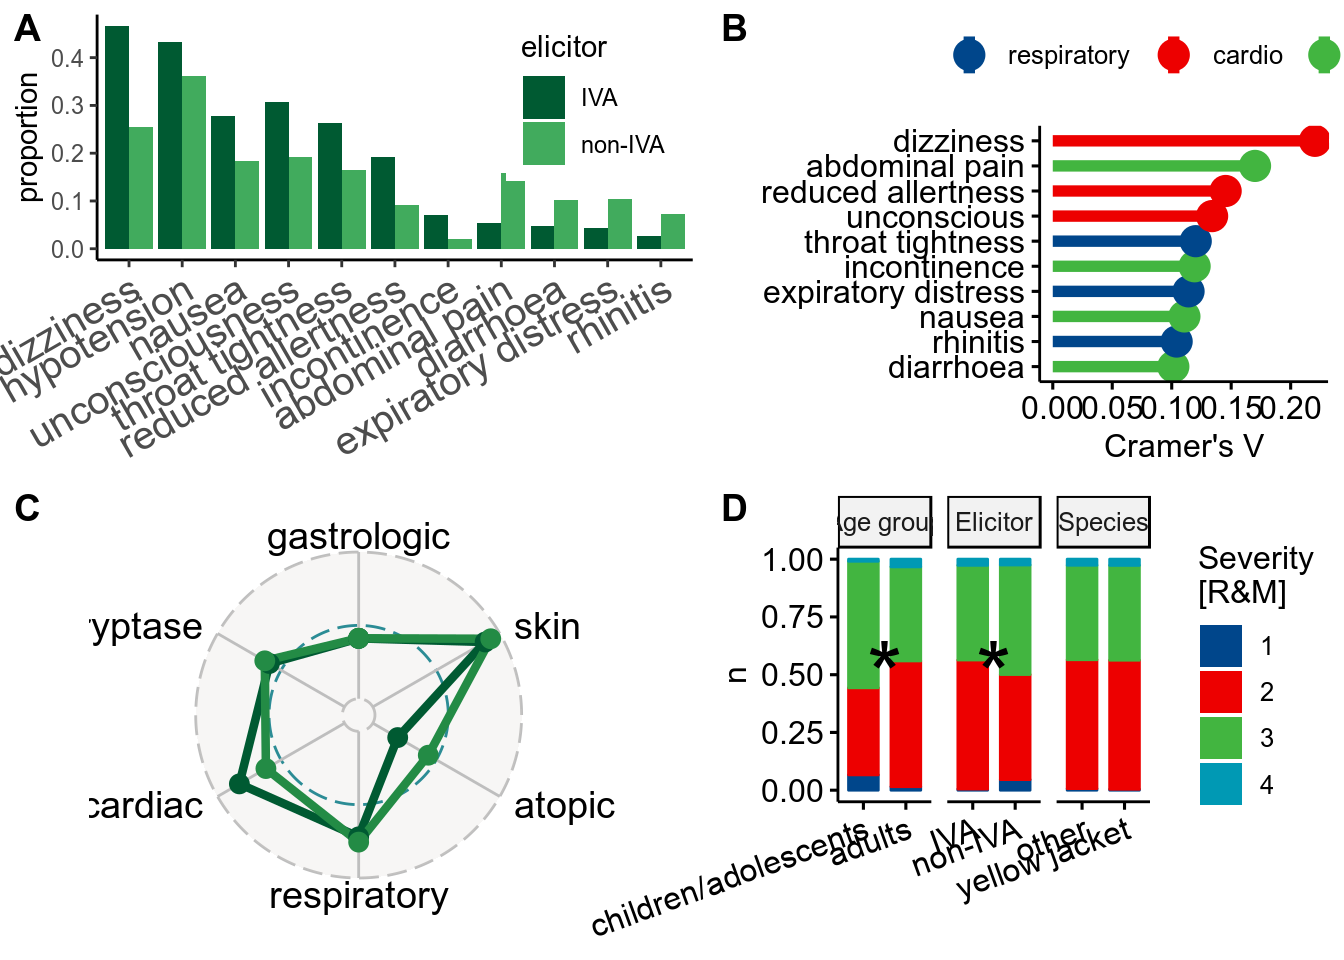 A
proportion
0.4
0.3
0.2
0.1
0.0
elicitor
IVA
non-IVA
dizziness
hypotension
nausea
unconsciousness
throat tightness
reduced allertness
incontinence
abdominal pain
diarrhoea
expiratory distress
rhinitis
B
respiratory
cardio
dizziness
abdominal pain
reduced allertness
unconscious
throat tightness
incontinence
expiratory distress
nausea
rhinitis
diarrhoea
0.00 0.05 0.10 0.15 0.20
Cramer's V
C
gastrologic
skin
atopic
respiratory
cardiac
ryptase
D
ge grou
Elicitor
Species
n
1.00
0.75
0.50
0.25
0.00
*
*
children/adolescents
adults
IVA
non-IVA
other
yellow jacket
Severity
[R&M]
1
2
3
4